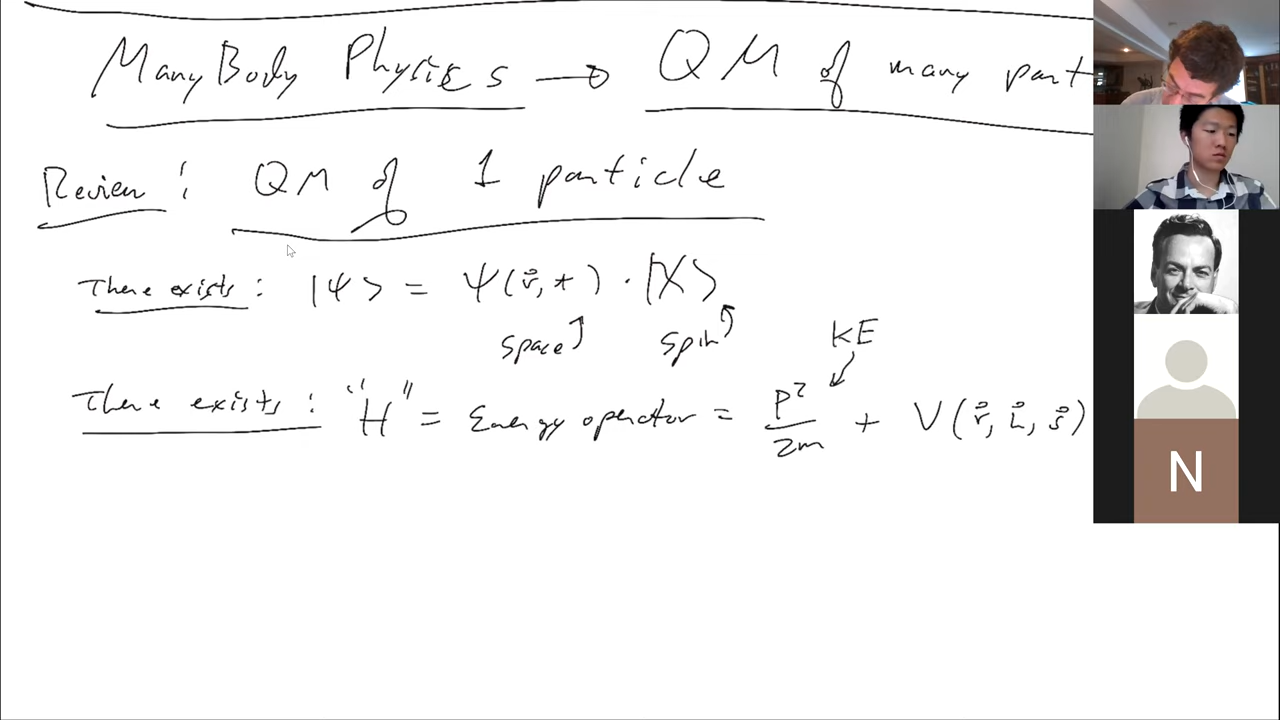 Many Body Physics → QM of many part
Review: QM of 1 particle
There exists: |Ψ> = Ψ(r⃗, t) · |χ>
space spin
KE
There exists: "H" = Energy operator = P²/2m + V(r⃗, L⃗, s⃗)
N